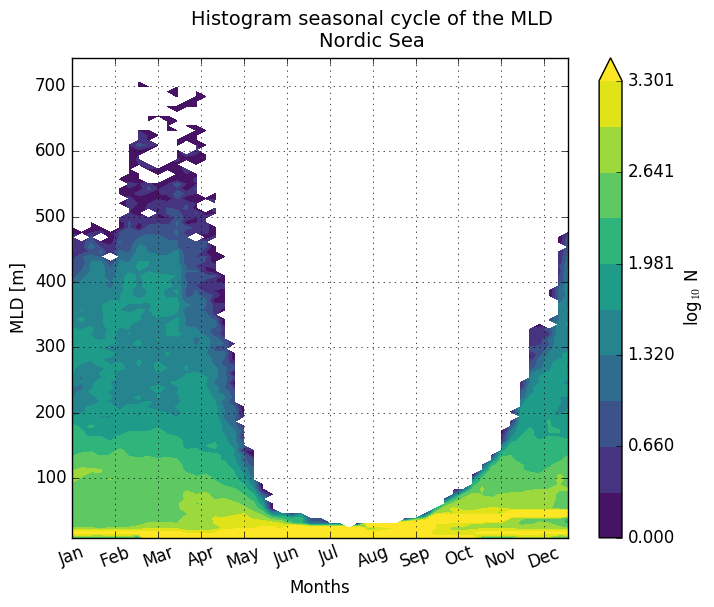 Histogram seasonal cycle of the MLD
Nordic Sea
700
600
500
400
300
200
100
MLD [m]
Jan Feb Mar Apr May Jun Jul Aug Sep Oct Nov Dec
Months
3.301
2.641
1.981
1.320
0.660
0.000
log₁₀ N